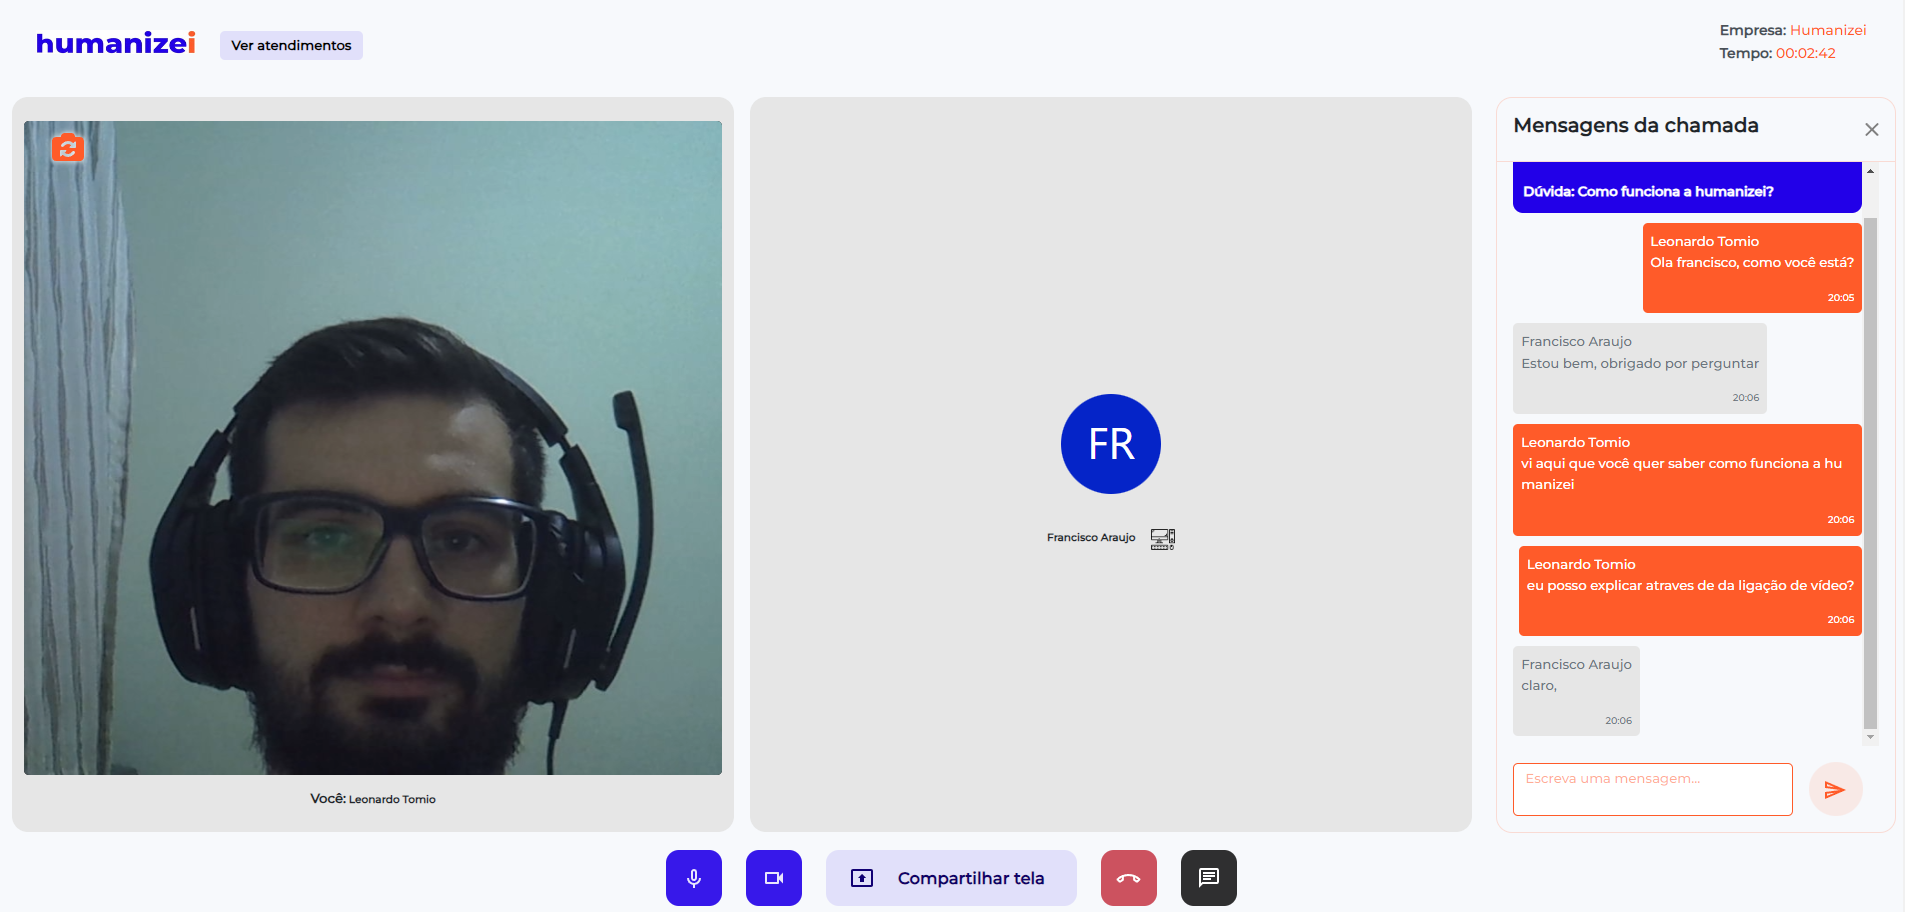 humanizei
Ver atendimentos
Empresa: Humanizei
Tempo: 00:02:42
Você: Leonardo Tomio
FR
Francisco Araujo
Mensagens da chamada
Dúvida: Como funciona a humanizei?
Leonardo Tomio
Ola francisco, como você está?
20:05
Francisco Araujo
Estou bem, obrigado por perguntar
20:06
Leonardo Tomio
vi aqui que você quer saber como funciona a hu
manizei
20:06
Leonardo Tomio
eu posso explicar atraves de da ligação de vídeo?
20:06
Francisco Araujo
claro,
20:06
Escreva uma mensagem...
Compartilhar tela